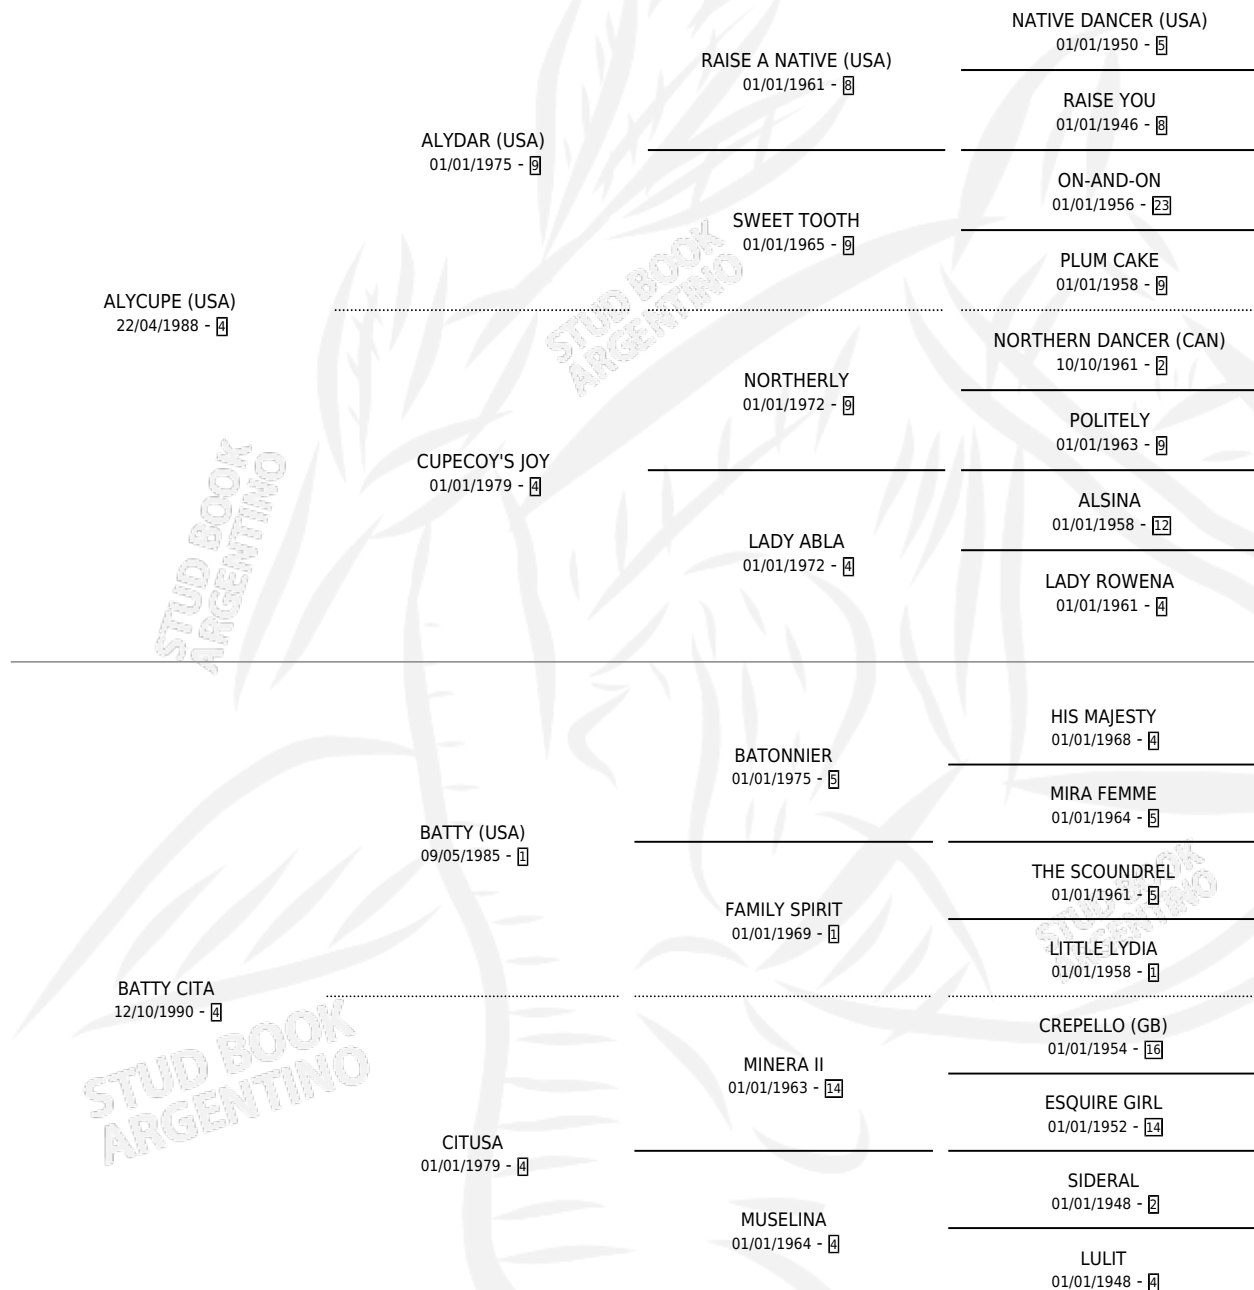 NATIVE DANCER (USA)
01/01/1950 - 5
RAISE A NATIVE (USA)
01/01/1961 - 8
RAISE YOU
01/01/1946 - 8
ALYDAR (USA)
01/01/1975 - 9
ON-AND-ON
01/01/1956 - 23
SWEET TOOTH
01/01/1965 - 9
PLUM CAKE
01/01/1958 - 9
ALYCUPE (USA)
22/04/1988 - 4
NORTHERN DANCER (CAN)
10/10/1961 - 2
NORTHERLY
01/01/1972 - 9
POLITELY
01/01/1963 - 9
CUPECOY'S JOY
01/01/1979 - 4
ALSINA
01/01/1958 - 12
LADY ABLA
01/01/1972 - 4
LADY ROWENA
01/01/1961 - 4
HIS MAJESTY
01/01/1968 - 4
BATONNIER
01/01/1975 - 5
MIRA FEMME
01/01/1964 - 5
BATTY (USA)
09/05/1985 - 1
THE SCOUNDREL
01/01/1961 - 5
FAMILY SPIRIT
01/01/1969 - 1
LITTLE LYDIA
01/01/1958 - 1
BATTY CITA
12/10/1990 - 4
CREPELLO (GB)
01/01/1954 - 16
MINERA II
01/01/1963 - 14
ESQUIRE GIRL
01/01/1952 - 14
CITUSA
01/01/1979 - 4
SIDERAL
01/01/1948 - 2
MUSELINA
01/01/1964 - 4
LULIT
01/01/1948 - 4
STUD BOOK
ARGENTINO
STUD BOOK
ARGENTINO
STUD BOOK
ARGENTINO
STUD BOOK
ARGENTINO